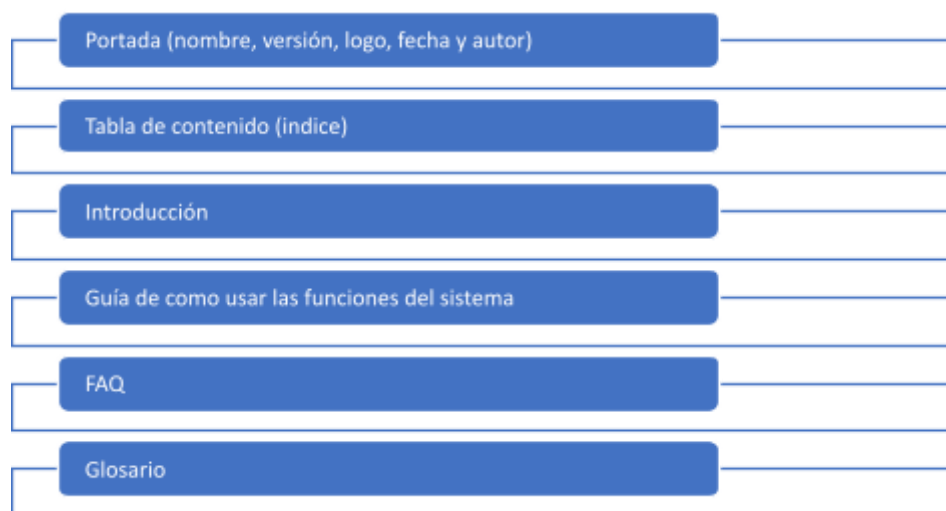 Portada (nombre, versión, logo, fecha y autor)
Tabla de contenido (indice)
Introducción
Guía de como usar las funciones del sistema
FAQ
Glosario